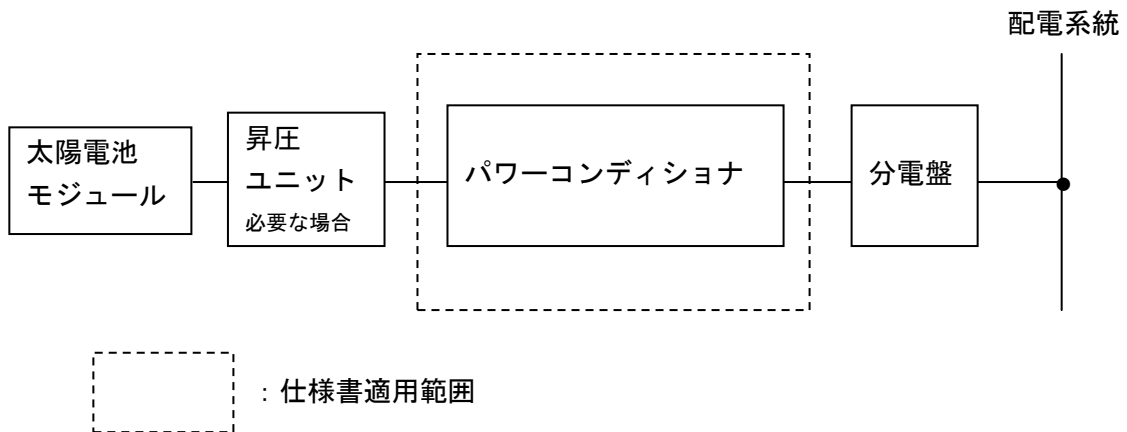 配電系統
太陽電池
モジュール
昇圧
ユニット
必要な場合
パワーコンディショナ
分電盤
：仕様書適用範囲